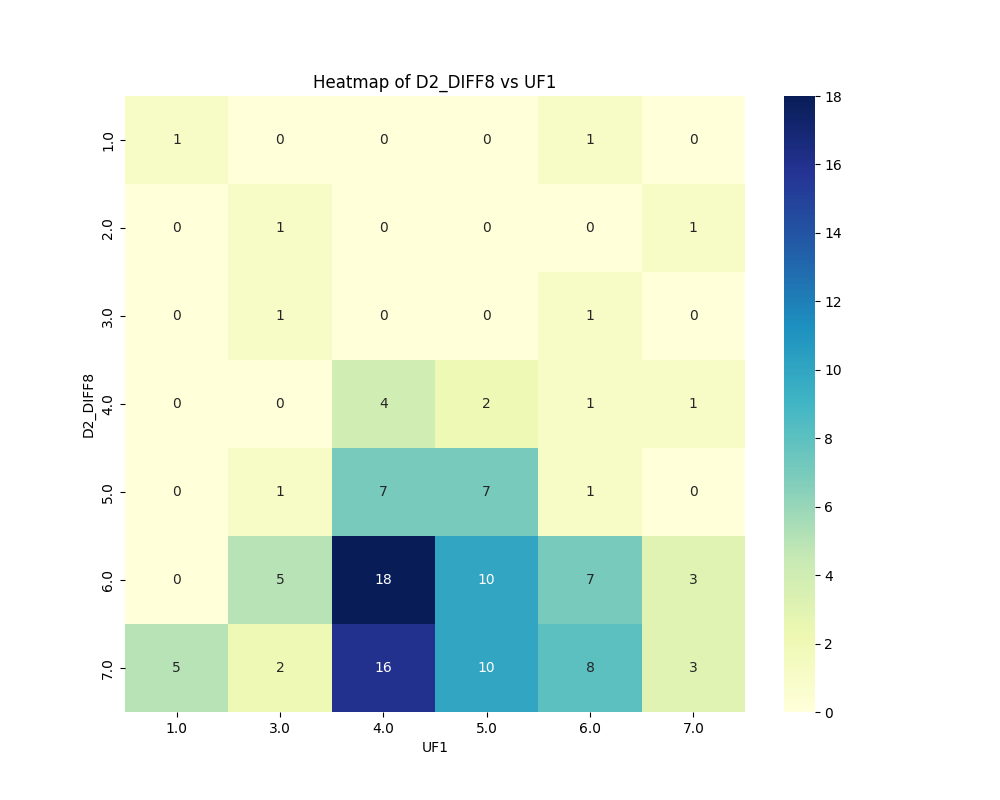 Heatmap of D2_DIFF8 vs UF1
18
1.0 1 0 0 0 1 0 16
2.0 0 1 0 0 0 1 14
12
3.0 0 1 0 0 1 0
10
D2_DIFF8
4.0 0 0 4 2 1 1 8
5.0 0 1 7 7 1 0 6
4
6.0 0 5 18 10 7 3
2
7.0 5 2 16 10 8 3
0
1.0 3.0 4.0 5.0 6.0 7.0
UF1